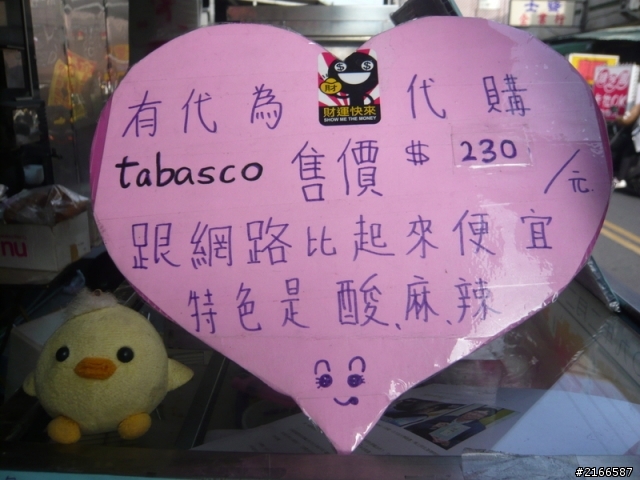 有代為 代購
tabasco 售價 $ 230 /元
跟網路比起來便宜
特色是酸、麻、辣
$ $
財
財運快來
SHOW ME THE MONEY
#2166587